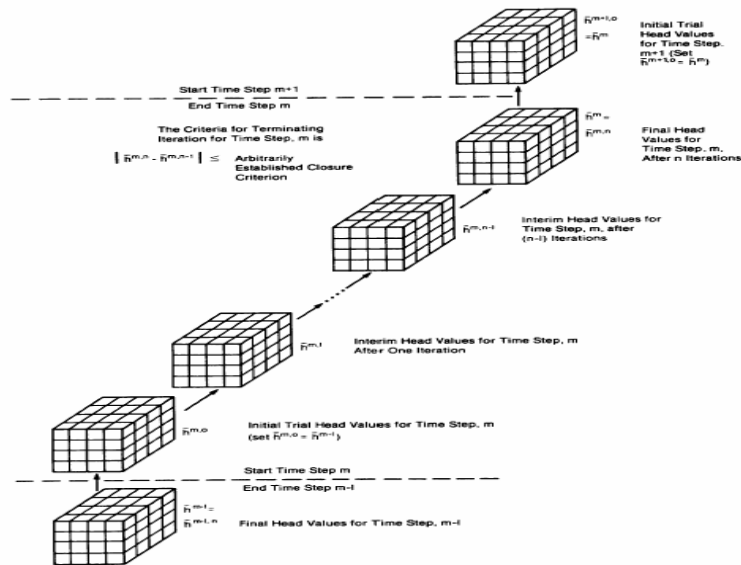 h̄ᵐ⁺¹,⁰
=h̄ᵐ
Initial Trial
Head Values
for Time Step.
m+1 (Set
h̄ᵐ⁺¹,⁰ = h̄ᵐ)
Start Time Step m+1
End Time Step m
The Criteria for Terminating
Iteration for Time Step, m is
| h̄ᵐ,ⁿ - h̄ᵐ,ⁿ⁻¹ | ≤ Arbitrarily
Established Closure
Criterion
h̄ᵐ =
h̄ᵐ,ⁿ
Final Head
Values for
Time Step, m,
After n Iterations
h̄ᵐ,ⁿ⁻¹
Interim Head Values for
Time Step, m, after
(n-1) Iterations
h̄ᵐ,¹
Interim Head Values for Time Step, m
After One Iteration
h̄ᵐ,⁰
Initial Trial Head Values for Time Step, m
(set h̄ᵐ,⁰ = h̄ᵐ⁻¹)
Start Time Step m
End Time Step m-1
h̄ᵐ⁻¹ =
h̄ᵐ⁻¹,ⁿ
Final Head Values for Time Step, m-1